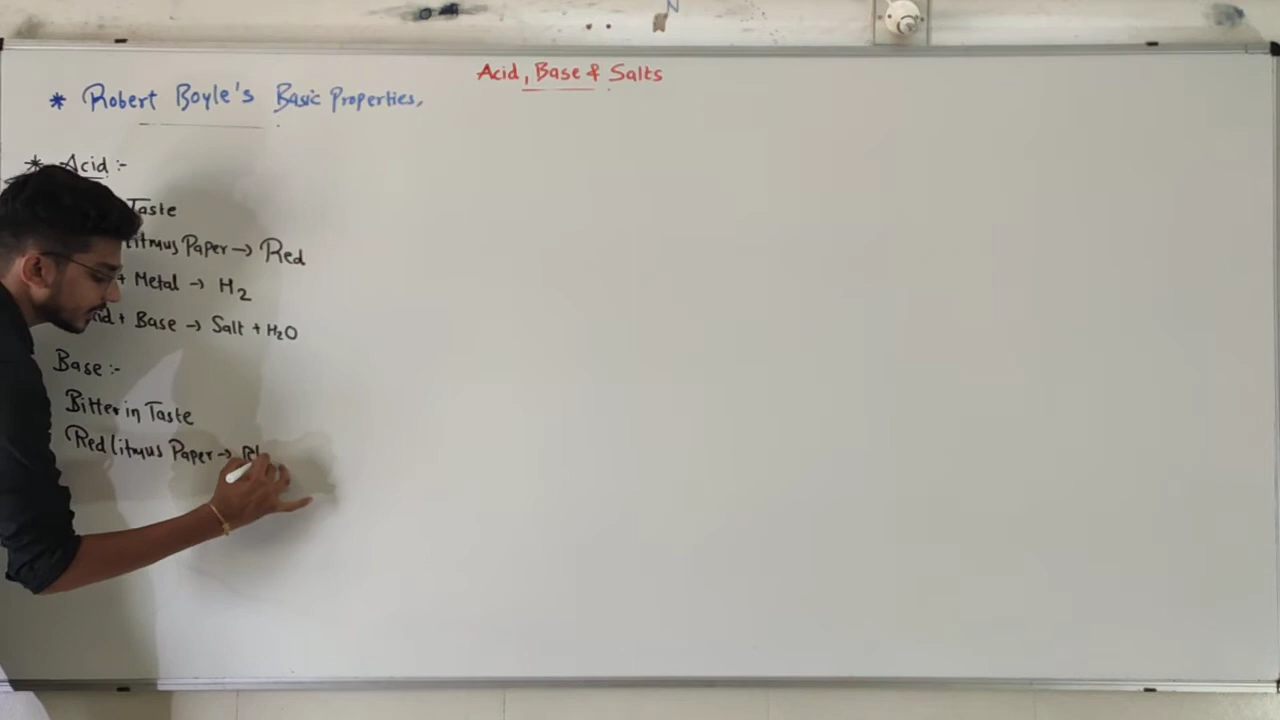 Acid, Base & Salts
* Robert Boyle's Basic Properties,
* Acid :-
Taste
litmus Paper → Red
+ Metal → H2
id + Base → Salt + H2O
Base :-
Bitter in Taste
Red litmus Paper → Bl